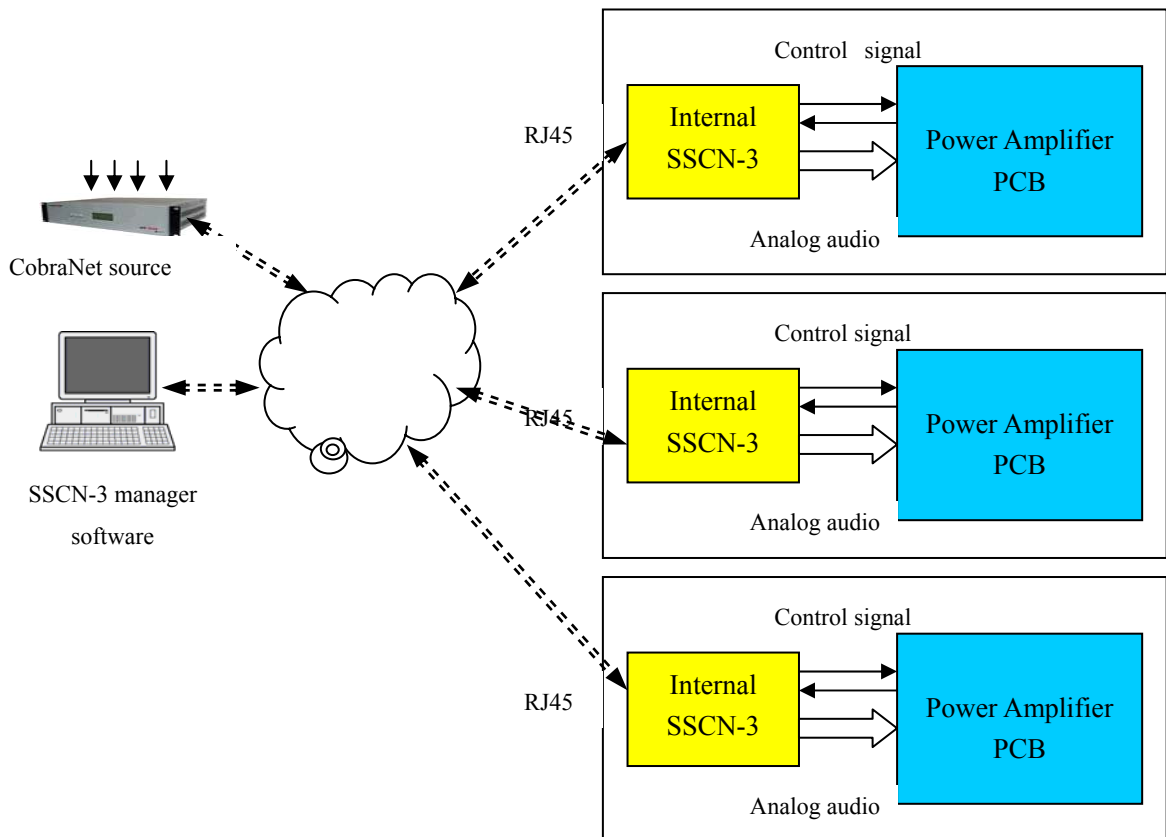 Control signal
Internal
SSCN-3
Power Amplifier
PCB
RJ45
Analog audio
CobraNet source
Control signal
Internal
SSCN-3
Power Amplifier
PCB
RJ45
Analog audio
SSCN-3 manager
software
Control signal
Internal
SSCN-3
Power Amplifier
PCB
RJ45
Analog audio